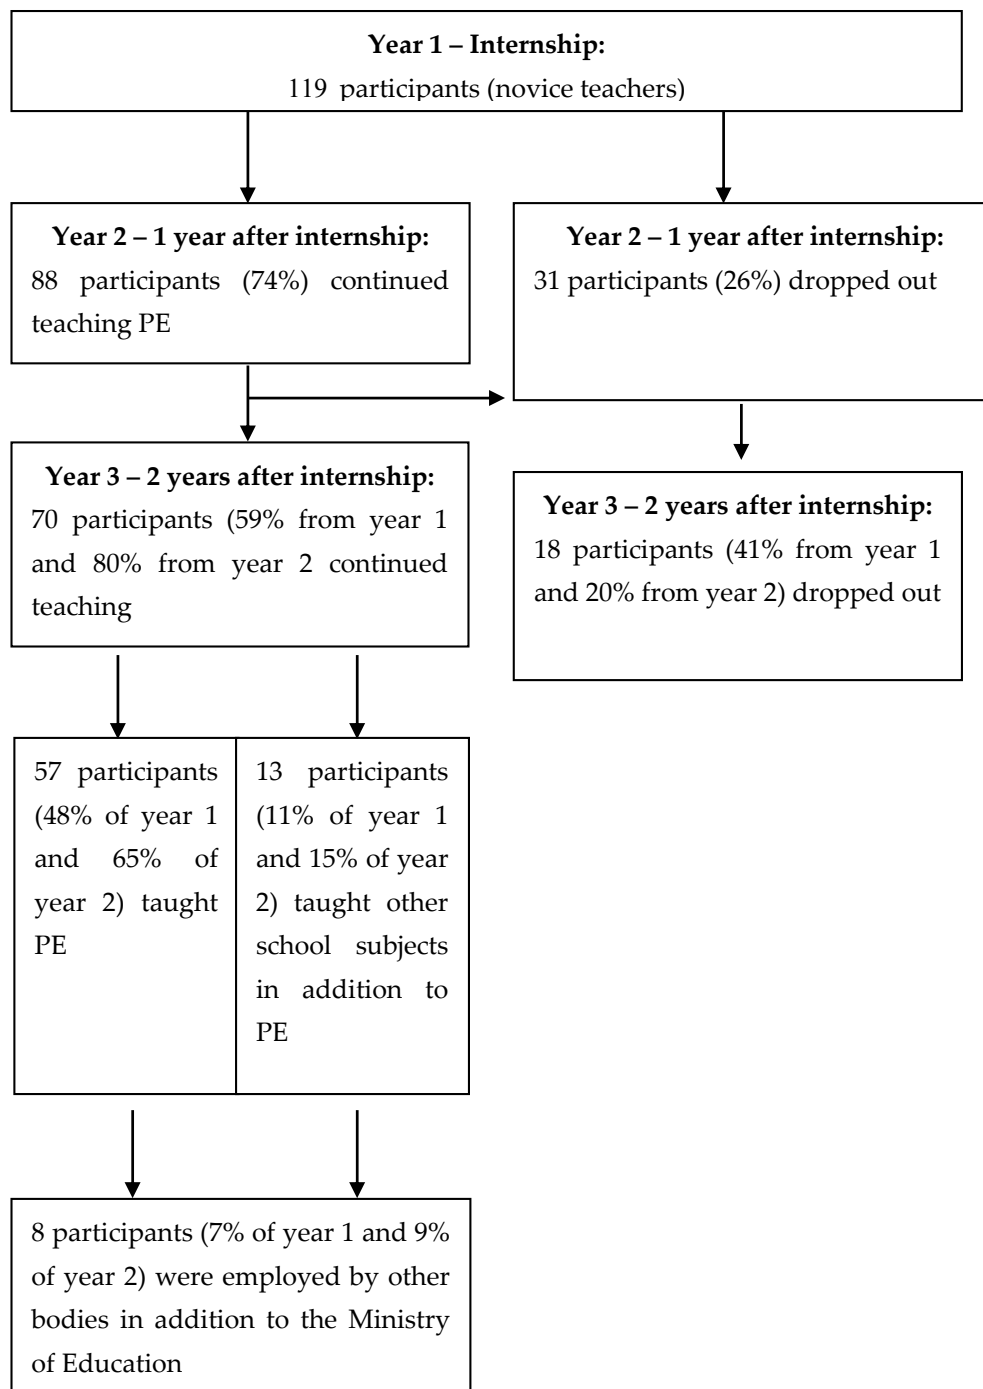 Year 1 – Internship:
119 participants (novice teachers)
Year 2 – 1 year after internship:
88 participants (74%) continued
teaching PE
Year 2 – 1 year after internship:
31 participants (26%) dropped out
Year 3 – 2 years after internship:
70 participants (59% from year 1
and 80% from year 2 continued
teaching
Year 3 – 2 years after internship:
18 participants (41% from year 1
and 20% from year 2) dropped out
57 participants
(48% of year 1
and 65% of
year 2) taught
PE
13 participants
(11% of year 1
and 15% of year
2) taught other
school subjects
in addition to
PE
8 participants (7% of year 1 and 9%
of year 2) were employed by other
bodies in addition to the Ministry
of Education